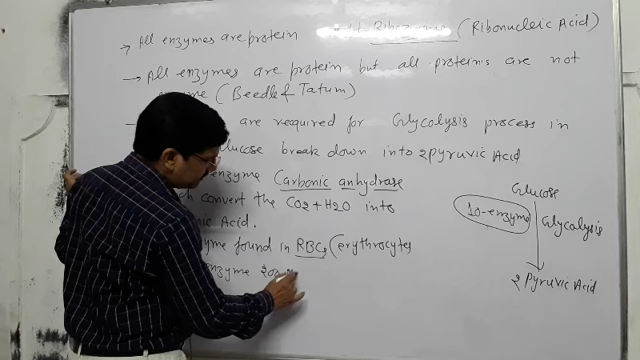 → All enzymes are protein Ribozyme (Ribonucleic Acid)
→ All enzymes are protein but all proteins are not
(Beedle & Tatum)
are required for Glycolysis process in
Glucose break down into 2 pyruvic Acid
enzyme Carbonic anhydrase
convert the CO2 + H2O into
Acid.
found in RBCs (erythrocytes
enzyme
Glucose
10-enzyme
Glycolysis
2 Pyruvic Acid